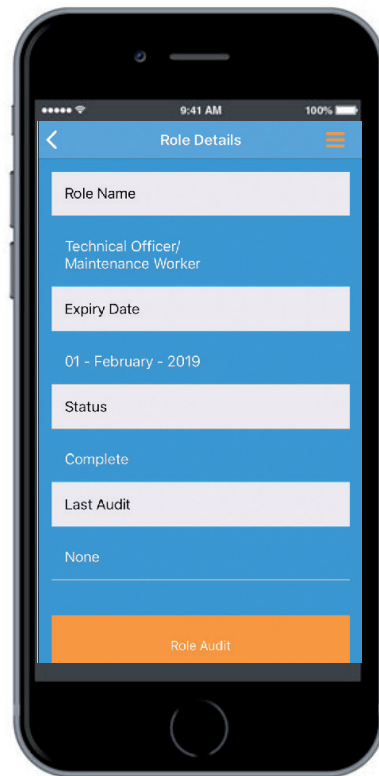 9:41 AM
100%
Role Details
Role Name
Technical Officer/
Maintenance Worker
Expiry Date
01 - February - 2019
Status
Complete
Last Audit
None
Role Audit